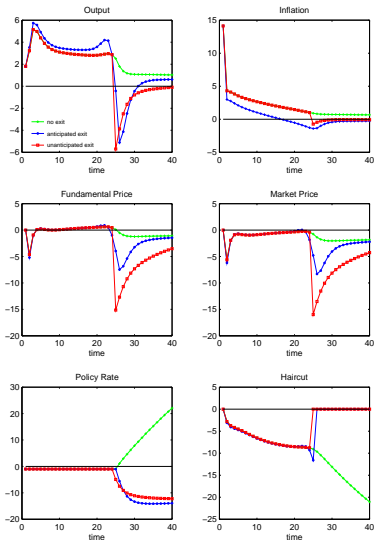 Output
6
4
2
0
−2
−4
−6
no exit
anticipated exit
unanticipated exit
0 10 20 30 40
time
Inflation
15
10
5
0
−5
0 10 20 30 40
time
Fundamental Price
5
0
−5
−10
−15
−20
0 10 20 30 40
time
Market Price
5
0
−5
−10
−15
−20
0 10 20 30 40
time
Policy Rate
30
20
10
0
−10
−20
0 10 20 30 40
time
Haircut
5
0
−5
−10
−15
−20
−25
0 10 20 30 40
time